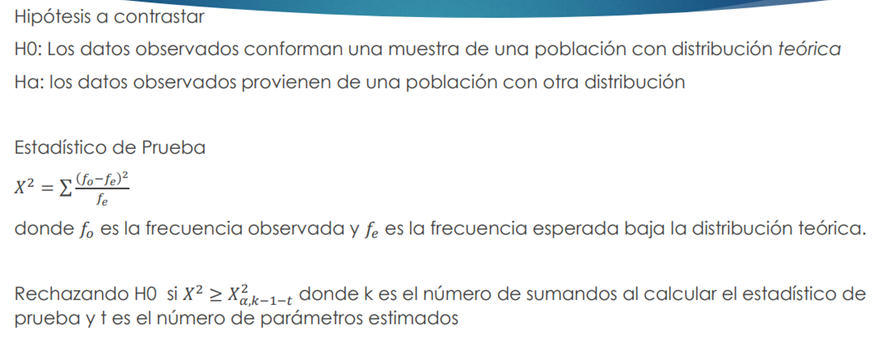 Hipótesis a contrastar
H0: Los datos observados conforman una muestra de una población con distribución teórica
Ha: los datos observados provienen de una población con otra distribución
Estadístico de Prueba
X² = ∑ (fₒ−fₑ)² / fₑ
donde fₒ es la frecuencia observada y fₑ es la frecuencia esperada baja la distribución teórica.
Rechazando H0 si X² ≥ X²_{α,k−1−t} donde k es el número de sumandos al calcular el estadístico de
prueba y t es el número de parámetros estimados